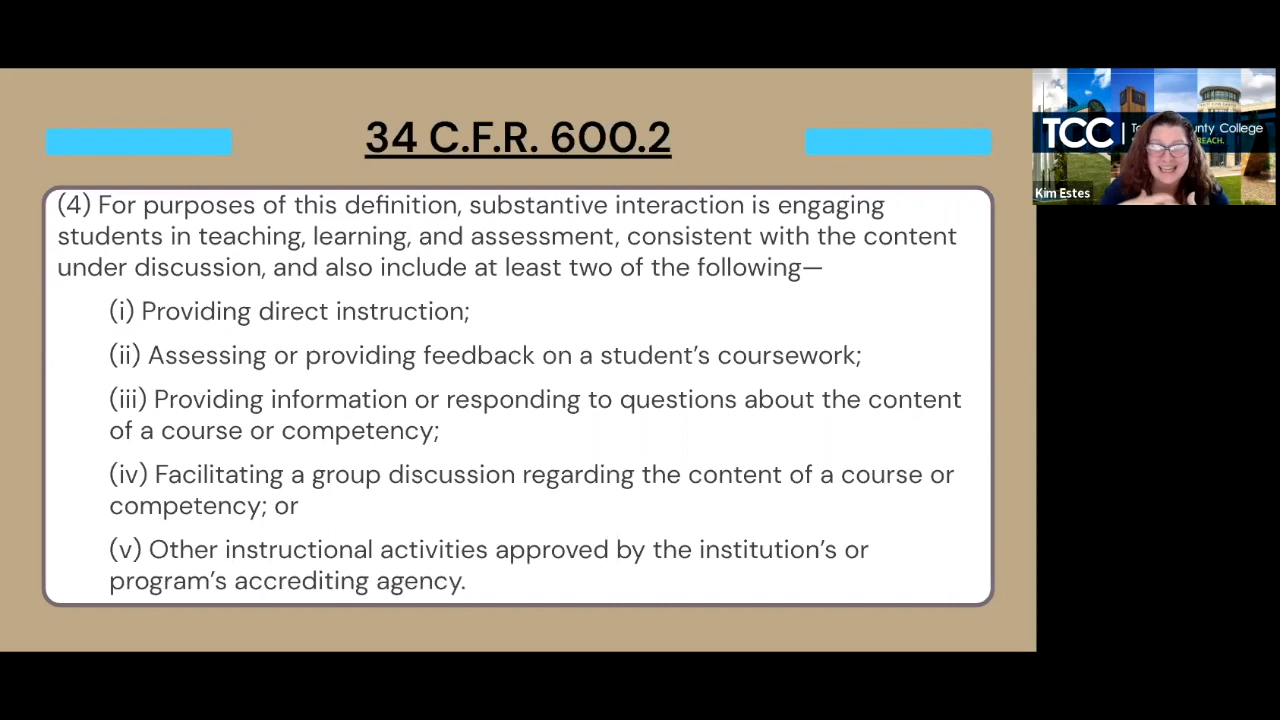 34 C.F.R. 600.2
(4) For purposes of this definition, substantive interaction is engaging
students in teaching, learning, and assessment, consistent with the content
under discussion, and also include at least two of the following—
(i) Providing direct instruction;
(ii) Assessing or providing feedback on a student's coursework;
(iii) Providing information or responding to questions about the content
of a course or competency;
(iv) Facilitating a group discussion regarding the content of a course or
competency; or
(v) Other instructional activities approved by the institution's or
program's accrediting agency.
TCC
College
REACH.
Kim Estes